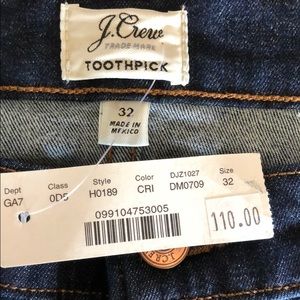 J.Crew
TRADE MARK
TOOTHPICK
32
MADE IN
MEXICO
Dept Class Style Color DJZ1027 Size
GA7 0D5 H0189 CRI DM0709 32
099104753005
110.00
J.CREW